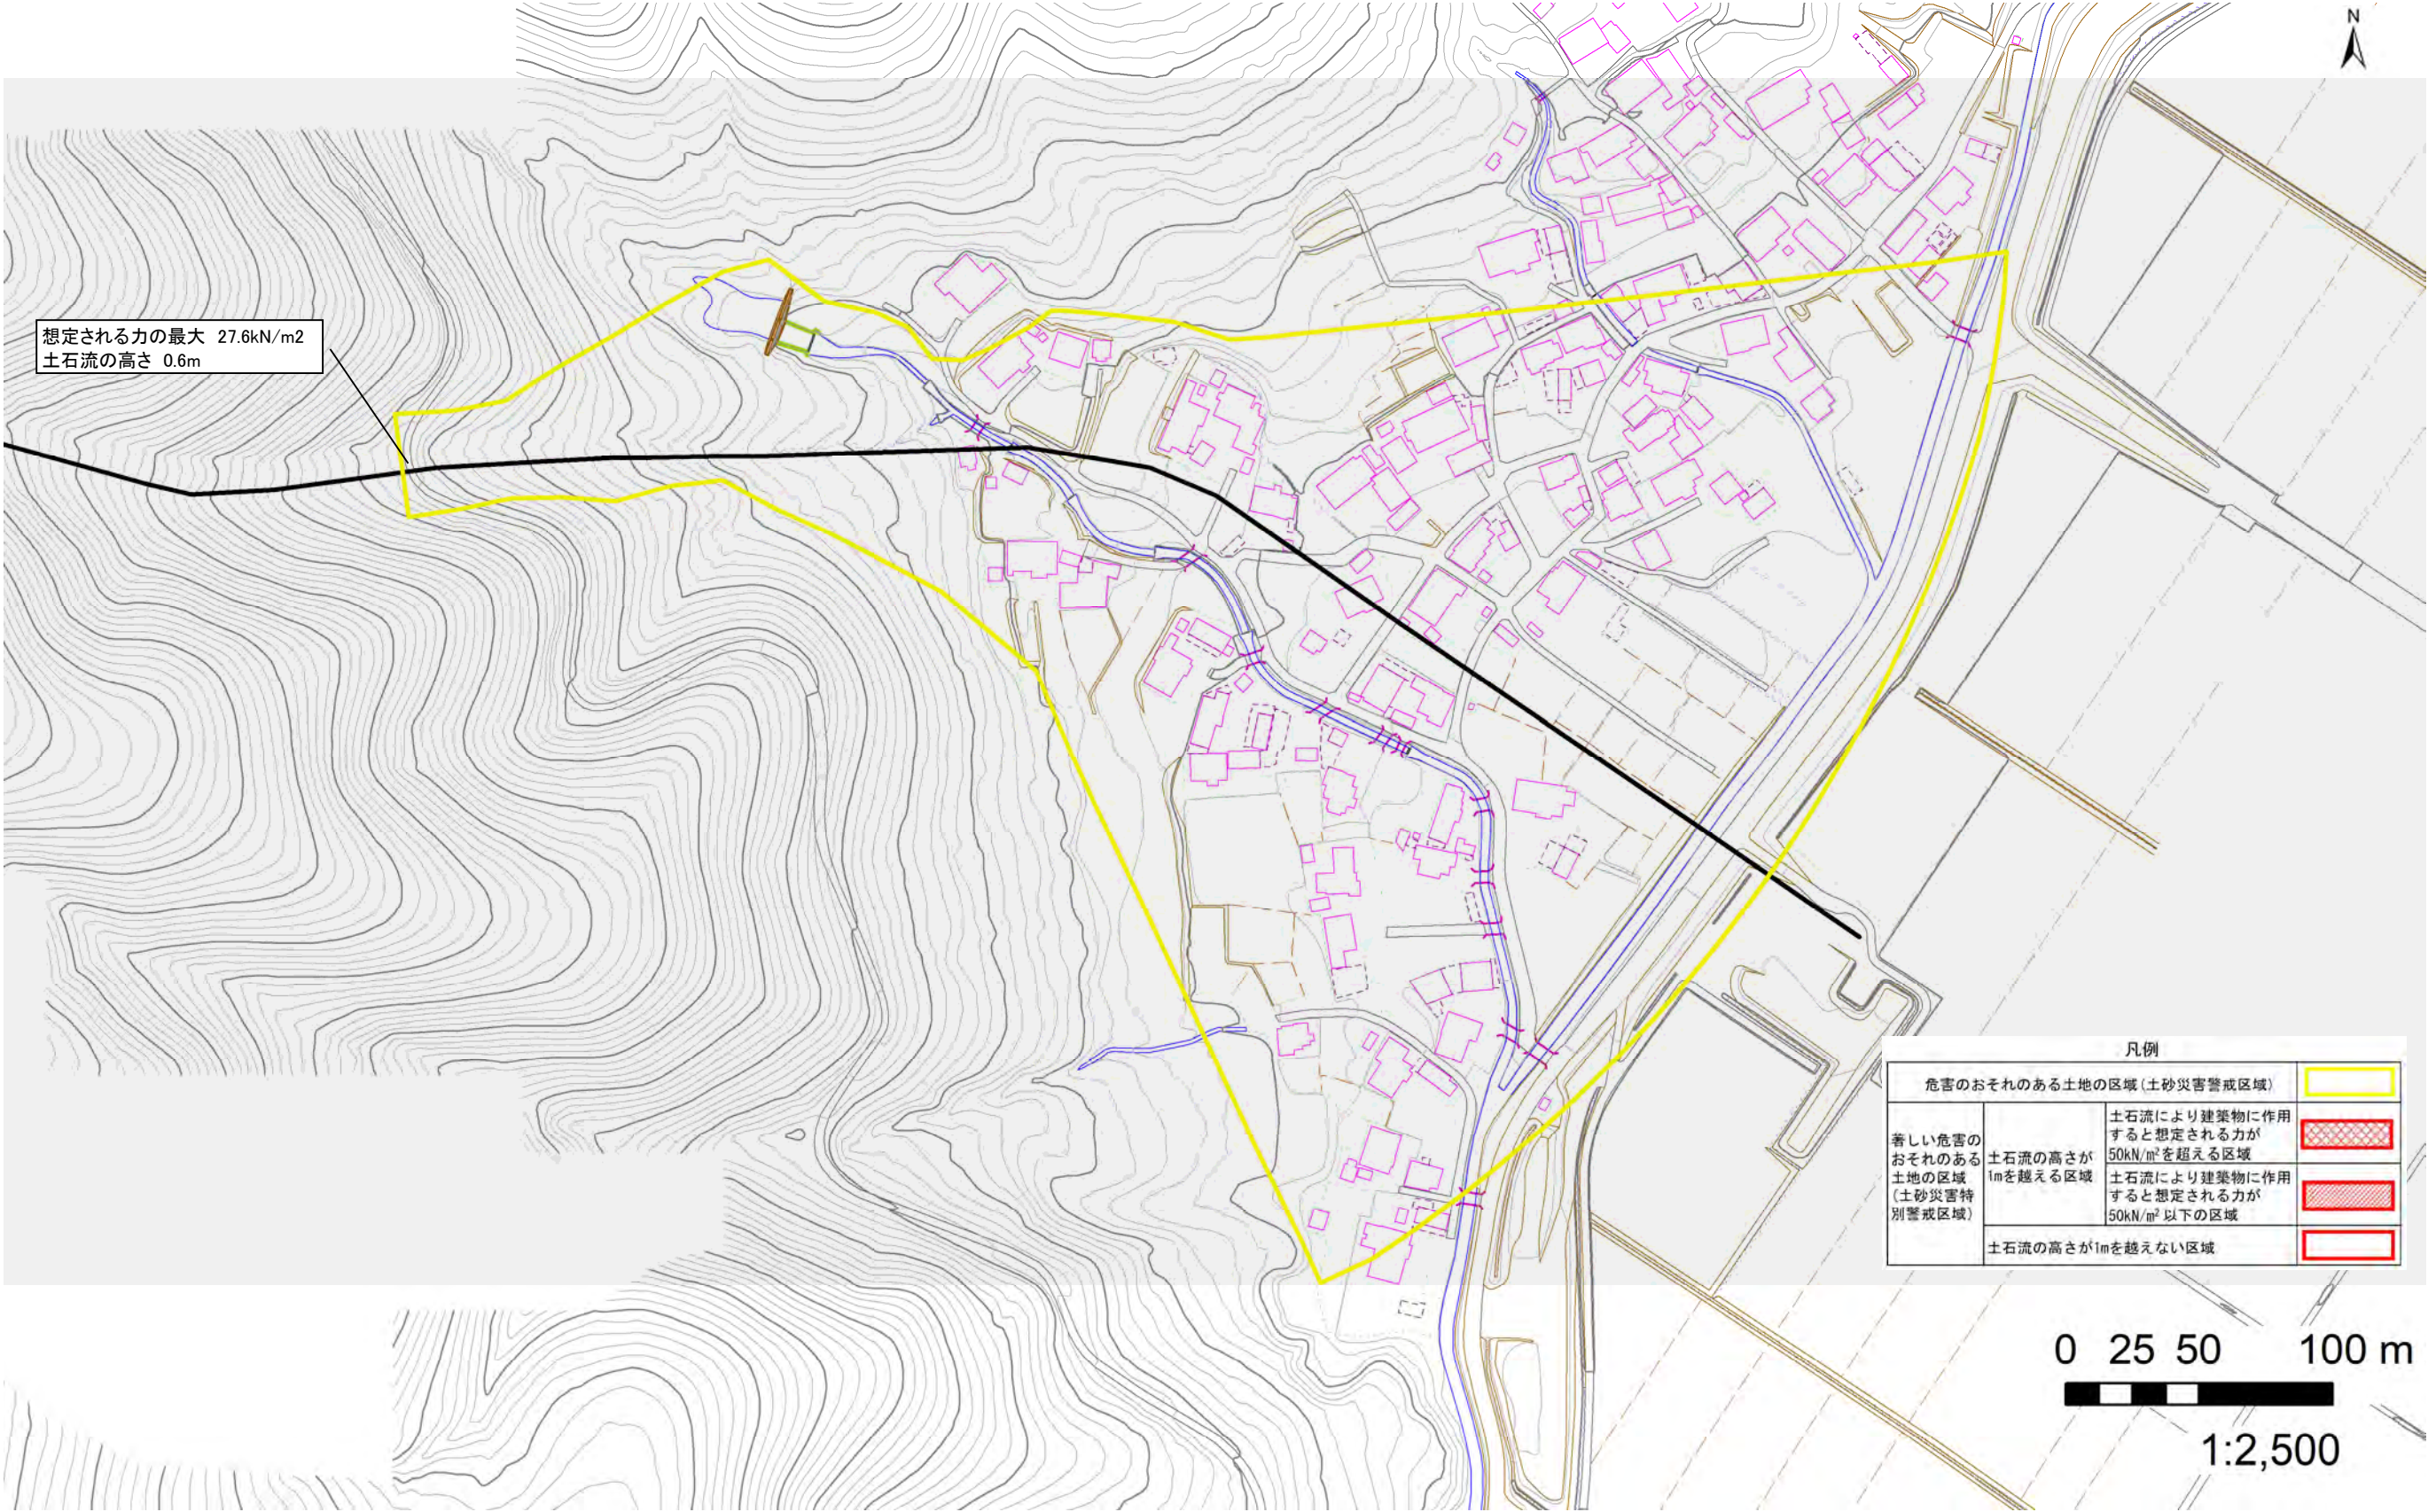 N
想定される力の最大 27.6kN/m2
土石流の高さ 0.6m
凡例
危害のおそれのある土地の区域(土砂災害警戒区域)
著しい危害の
おそれのある
土地の区域
(土砂災害特
別警戒区域)
土石流の高さが
1mを越える区域
土石流により建築物に作用
すると想定される力が
50kN/m²を超える区域
土石流により建築物に作用
すると想定される力が
50kN/m²以下の区域
土石流の高さが1mを越えない区域
0 25 50 100 m
1:2,500